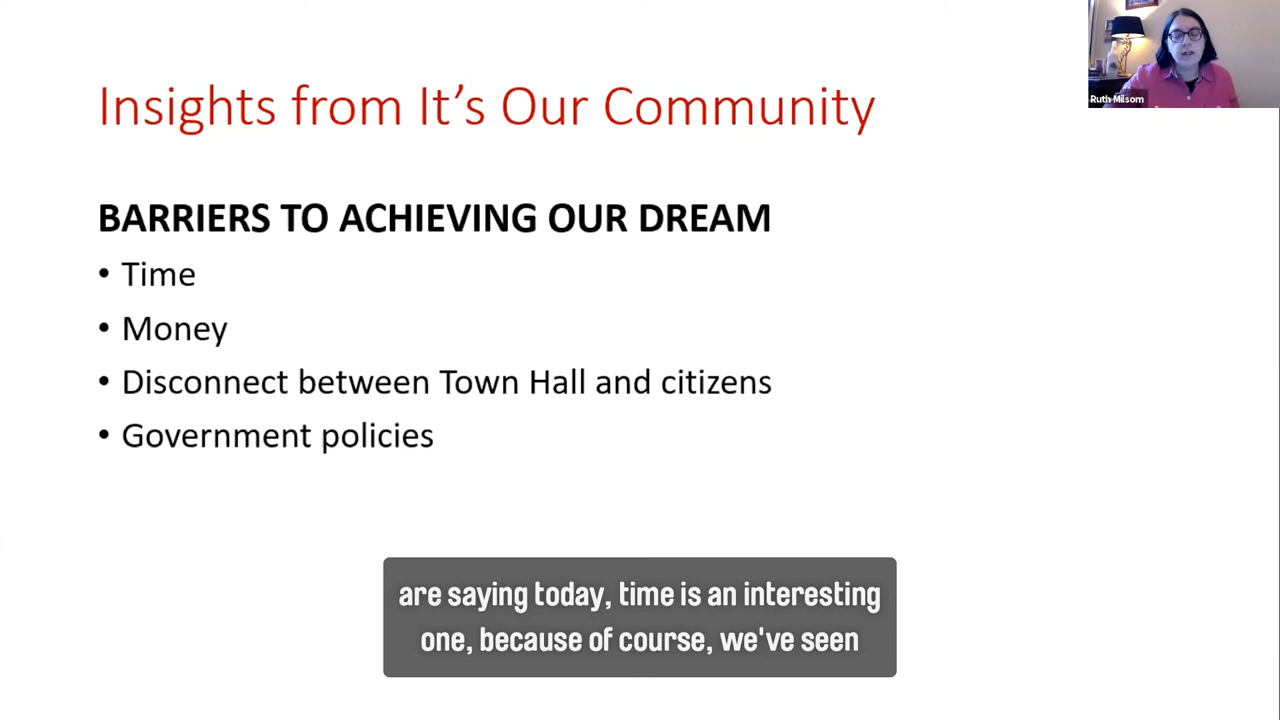 Insights from It's Our Community
Ruth Milsom
BARRIERS TO ACHIEVING OUR DREAM
• Time
• Money
• Disconnect between Town Hall and citizens
• Government policies
are saying today, time is an interesting
one, because of course, we've seen